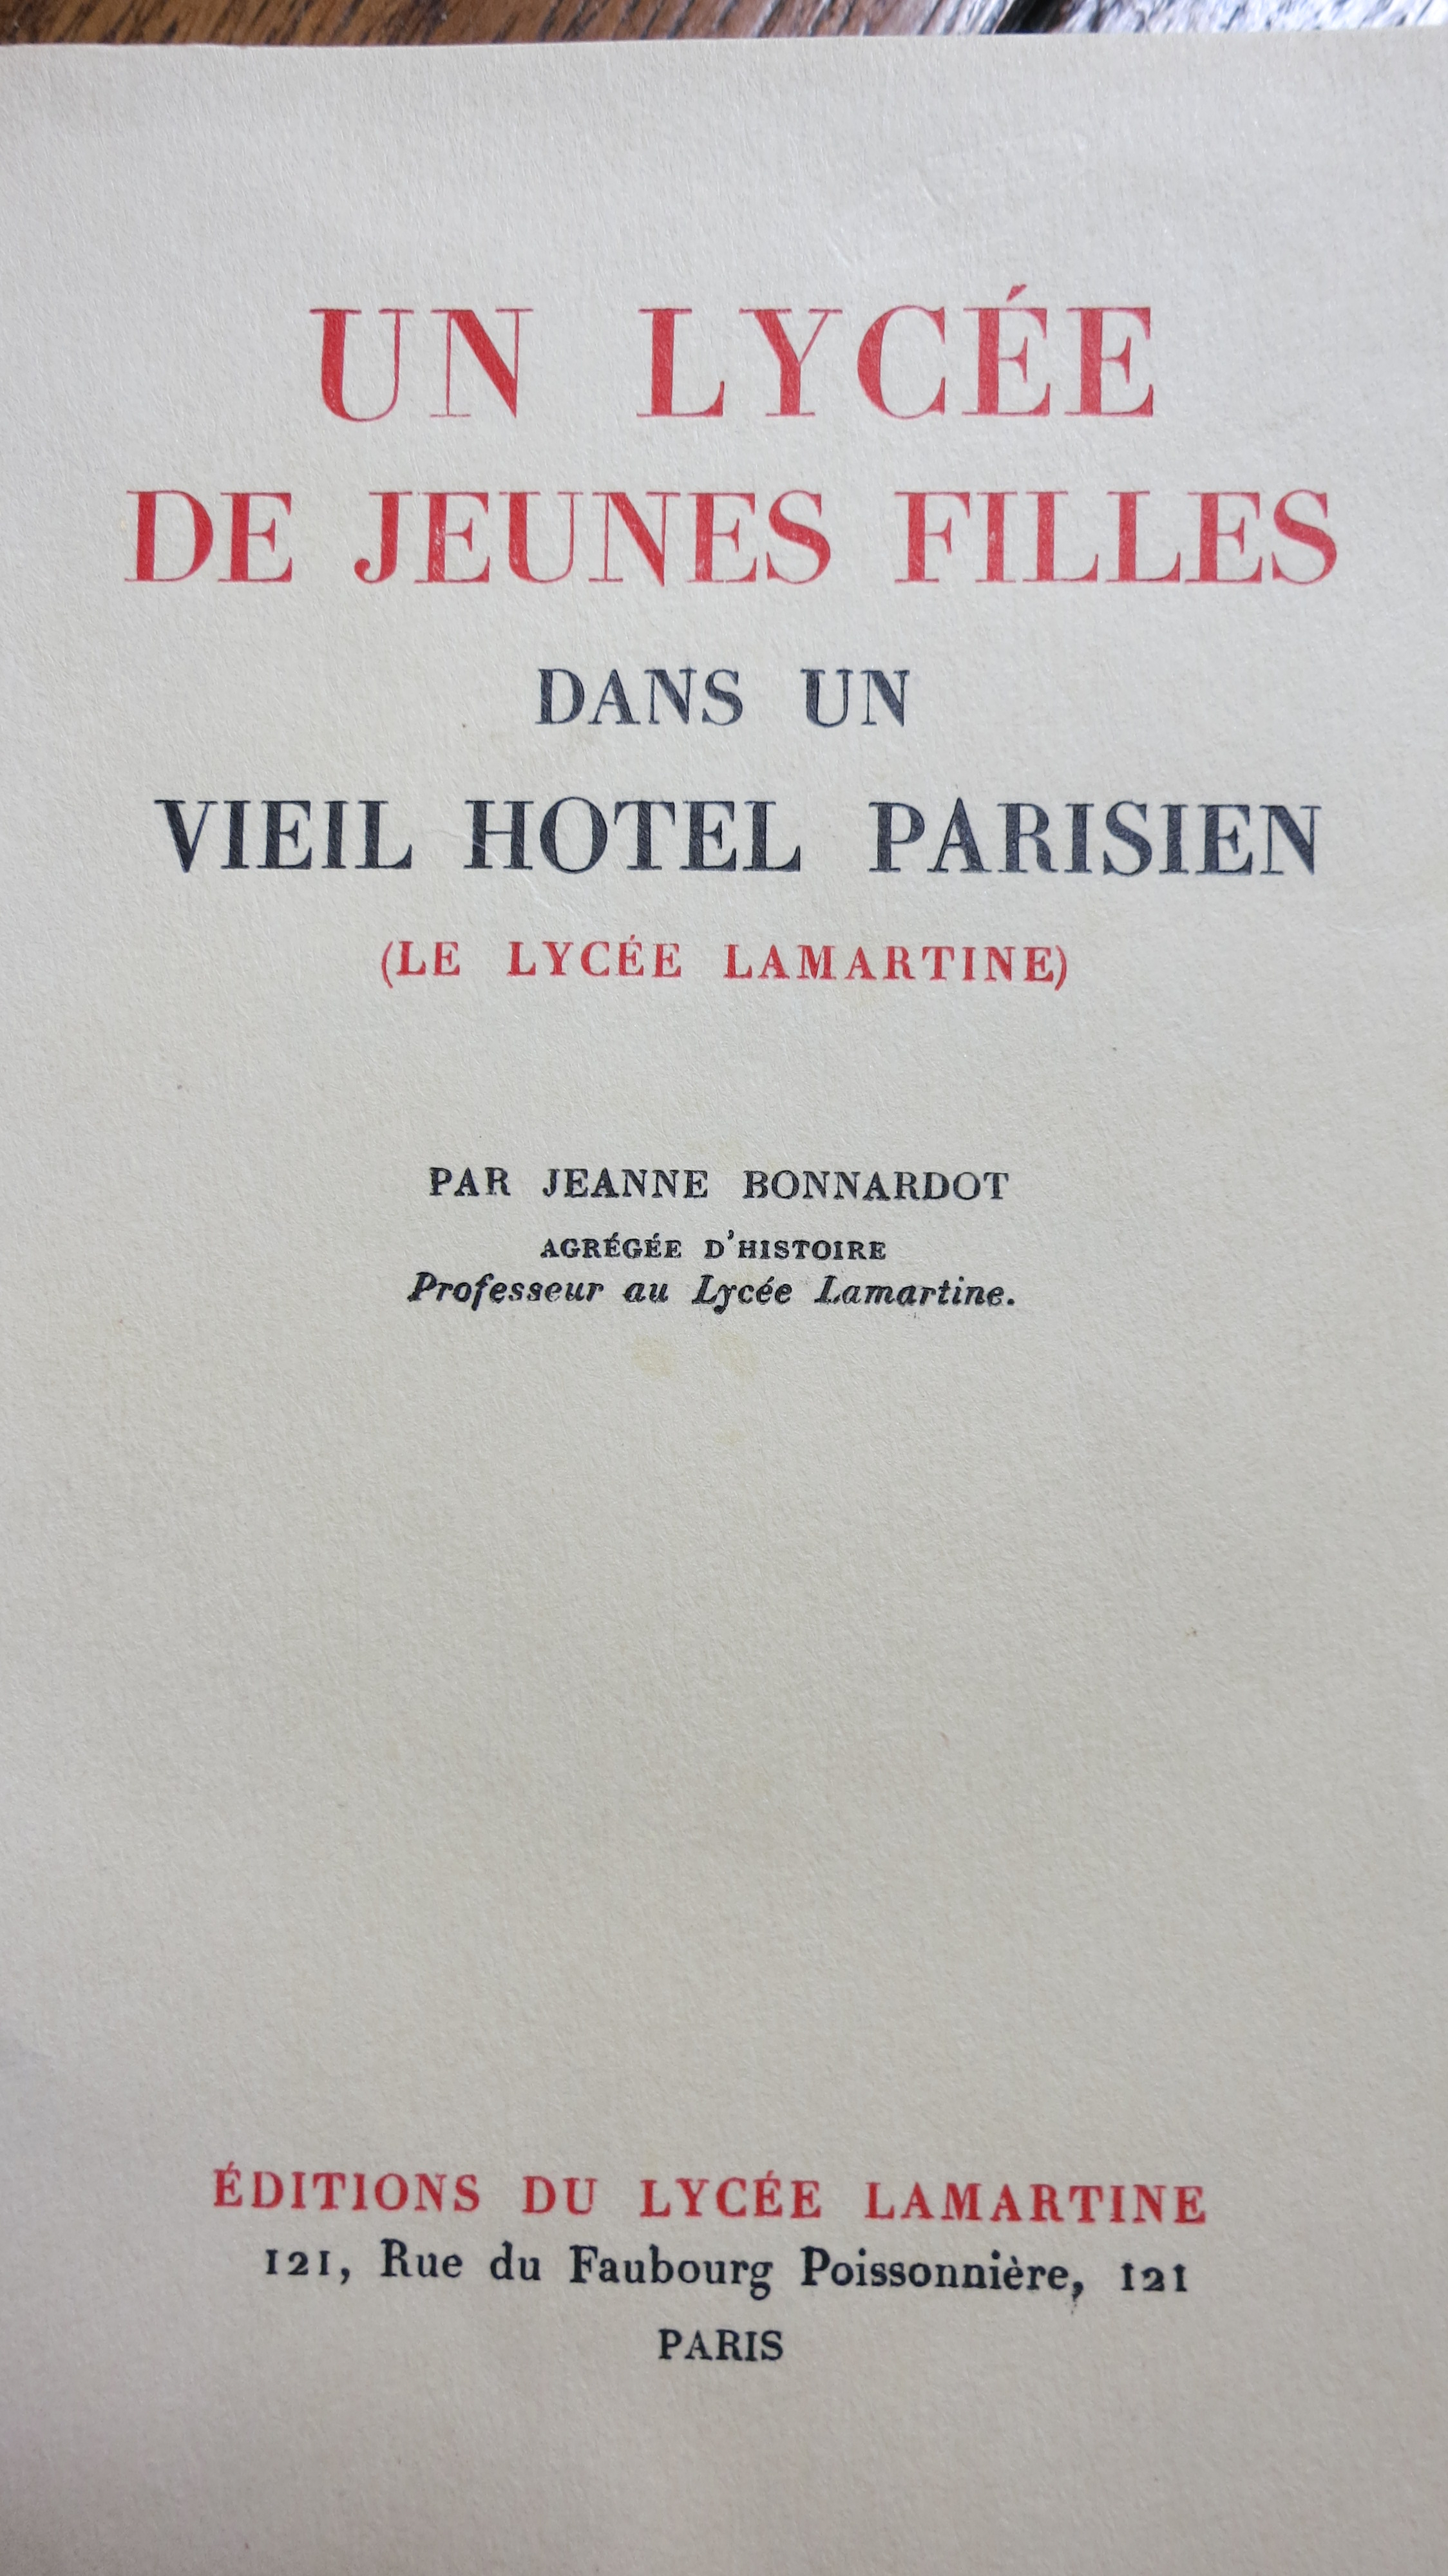 UN LYCÉE
DE JEUNES FILLES
DANS UN
VIEIL HOTEL PARISIEN
(LE LYCÉE LAMARTINE)
PAR JEANNE BONNARDOT
AGRÉGÉE D'HISTOIRE
Professeur au Lycée Lamartine.
ÉDITIONS DU LYCÉE LAMARTINE
121, Rue du Faubourg Poissonnière, 121
PARIS